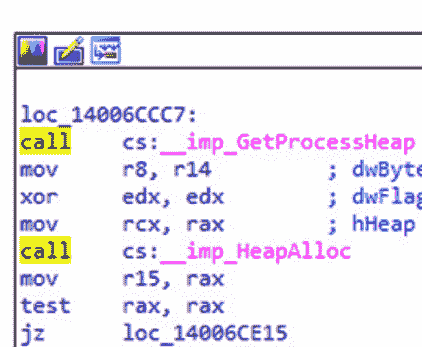 loc_14006CCC7:
call cs:__imp_GetProcessHeap
mov r8, r14 ; dwByte
xor edx, edx ; dwFlag
mov rcx, rax ; hHeap
call cs:__imp_HeapAlloc
mov r15, rax
test rax, rax
jz loc_14006CE15